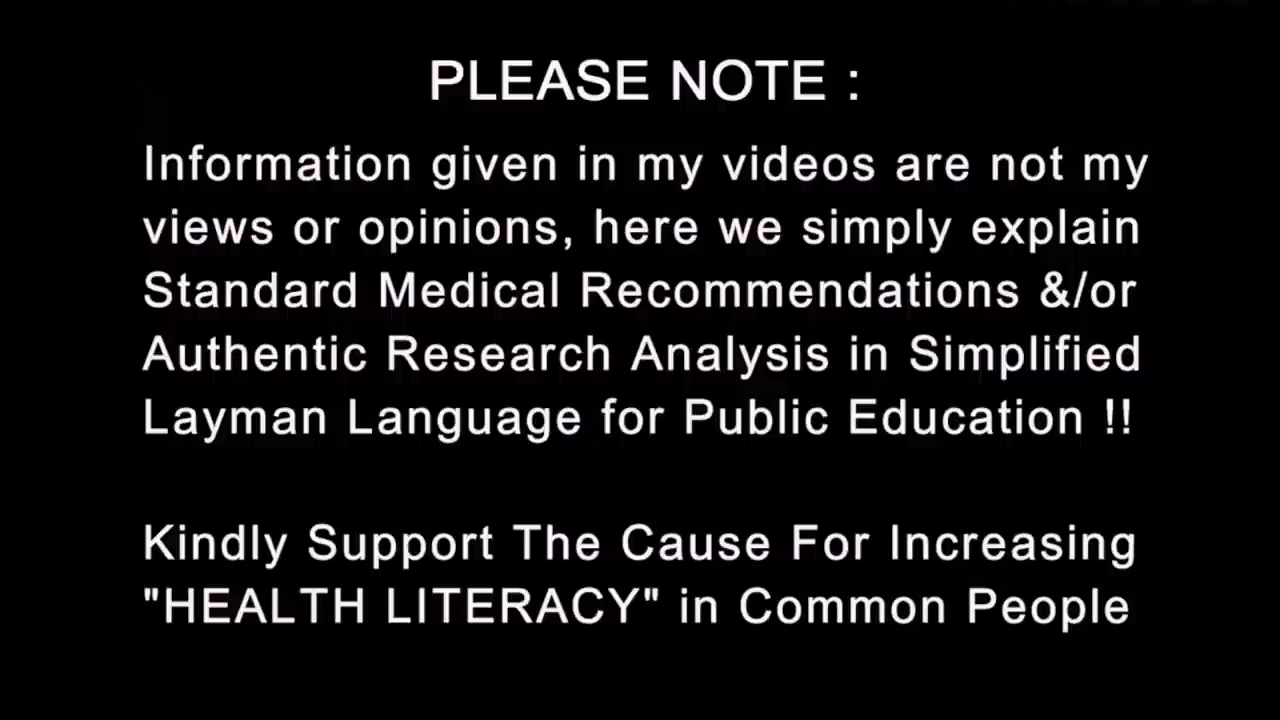 PLEASE NOTE :
Information given in my videos are not my
views or opinions, here we simply explain
Standard Medical Recommendations &/or
Authentic Research Analysis in Simplified
Layman Language for Public Education !!
Kindly Support The Cause For Increasing
"HEALTH LITERACY" in Common People